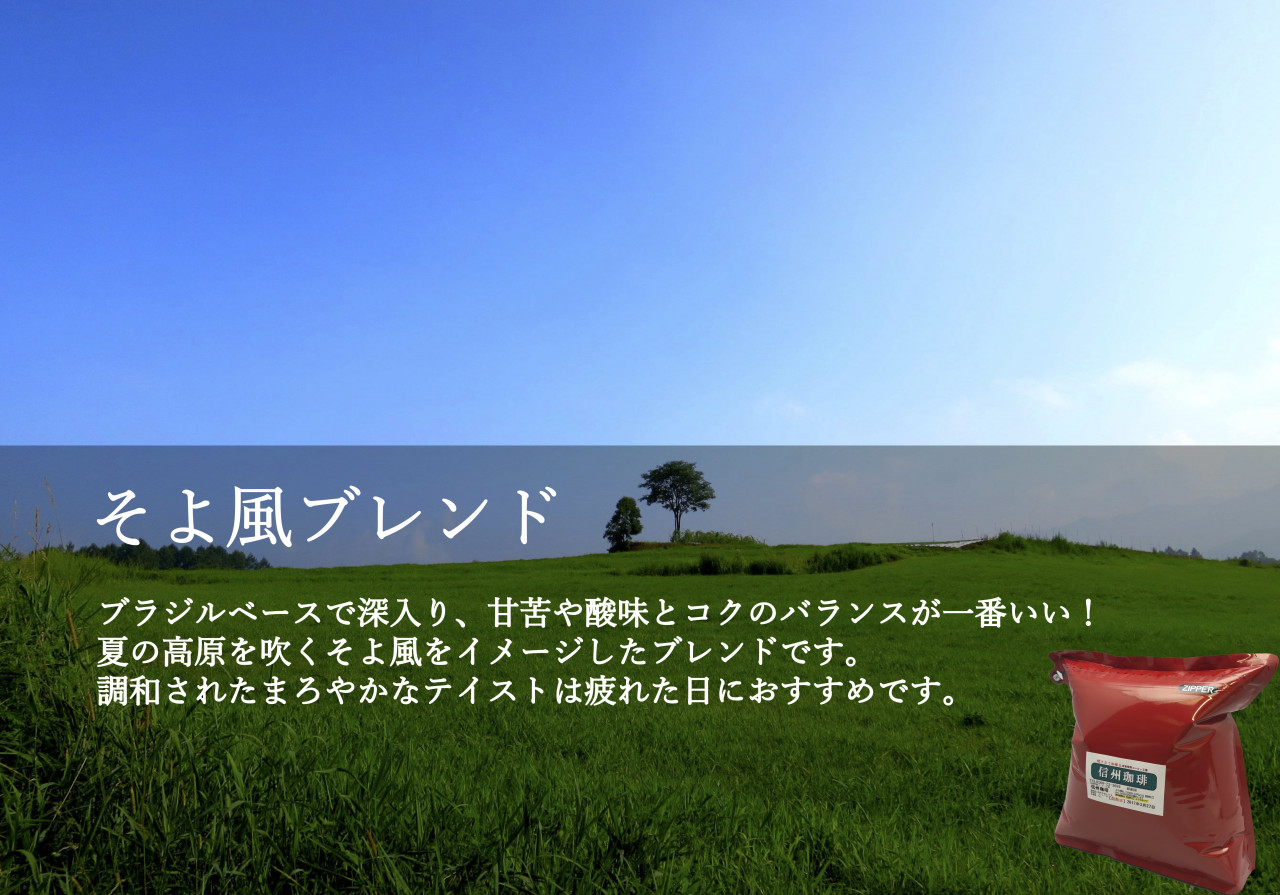 そよ風ブレンド
ブラジルベースで深入り、甘苦や酸味とコクのバランスが一番いい！
夏の高原を吹くそよ風をイメージしたブレンドです。
調和されたまろやかなテイストは疲れた日におすすめです。
ZIPPER
信州珈琲